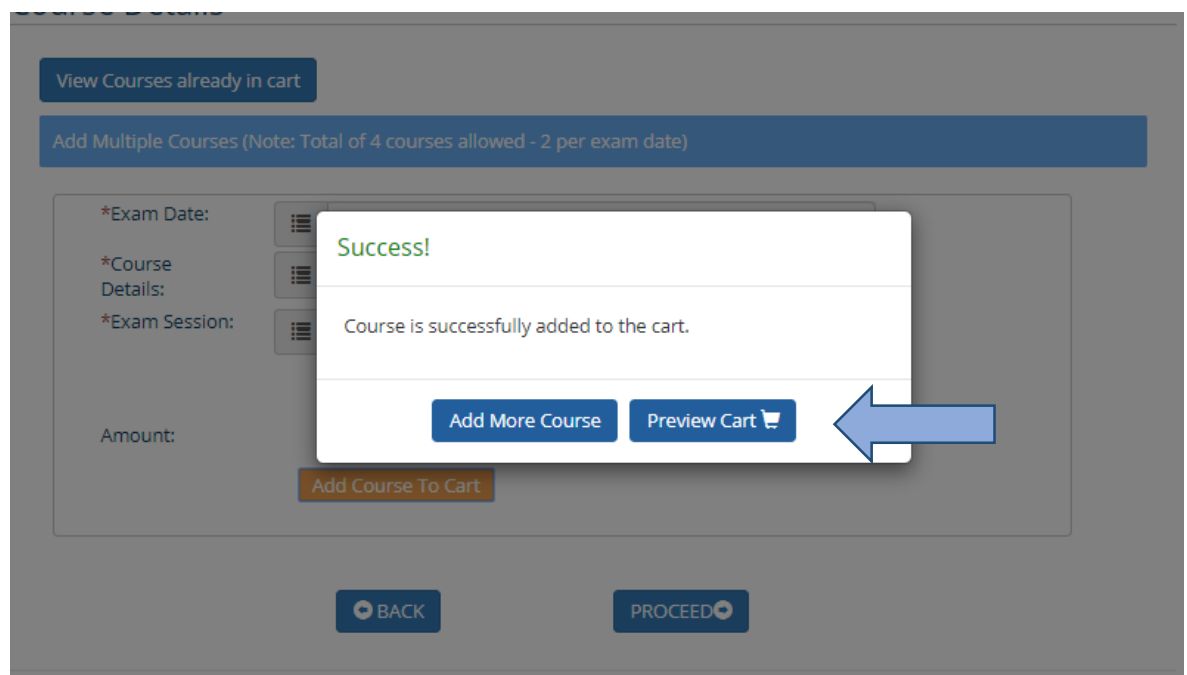 Course Details
View Courses already in cart
Add Multiple Courses (Note: Total of 4 courses allowed - 2 per exam date)
*Exam Date:
*Course
Details:
*Exam Session:
Amount:
Success!
Course is successfully added to the cart.
Add More Course
Preview Cart
Add Course To Cart
BACK
PROCEED